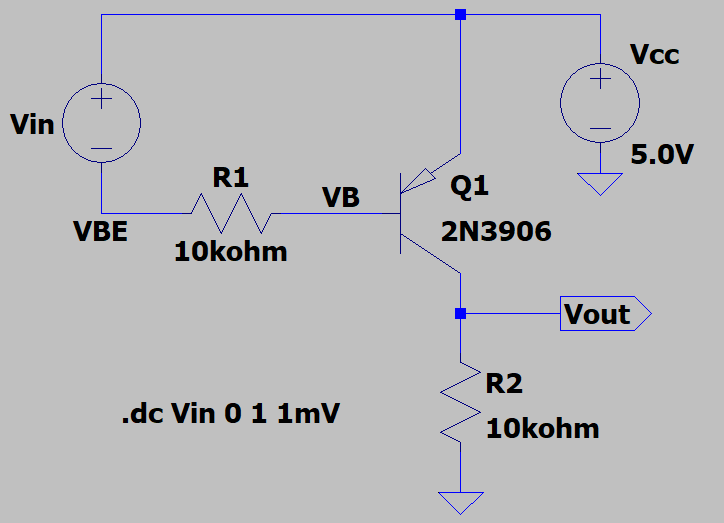 Vcc
Vin
+
−
+
−
5.0V
R1
VB
Q1
VBE
10kohm
2N3906
Vout
R2
.dc Vin 0 1 1mV
10kohm